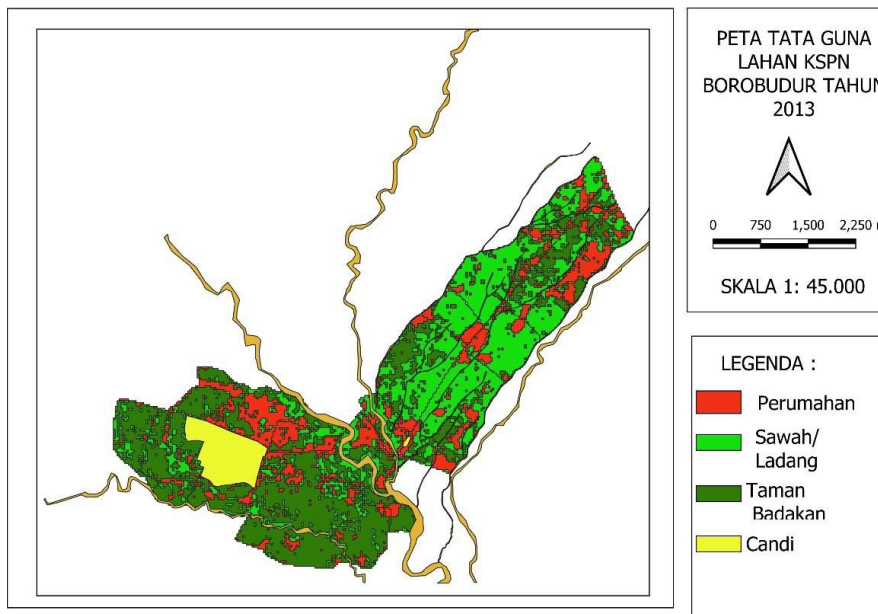 PETA TATA GUNA
LAHAN KSPN
BOROBUDUR TAHUN
2013
0 750 1,500 2,250
SKALA 1: 45.000
LEGENDA :
Perumahan
Sawah/
Ladang
Taman
Badakan
Candi